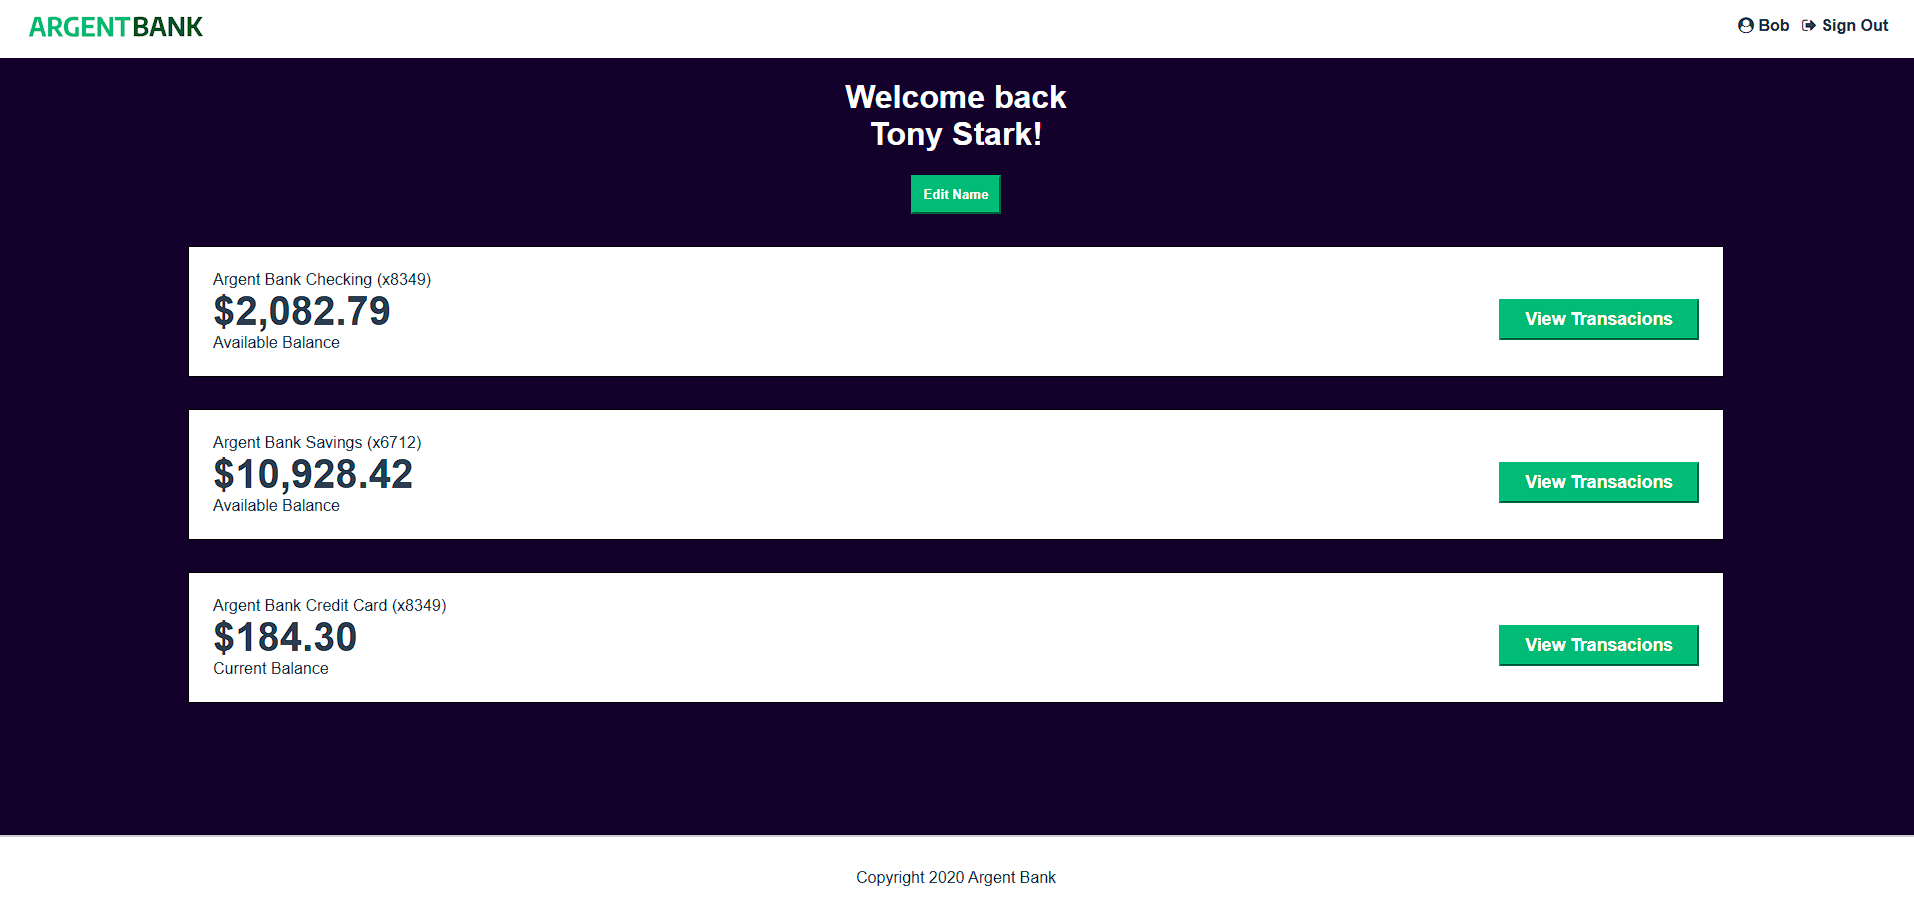 ARGENTBANK
Bob Sign Out
Welcome back
Tony Stark!
Edit Name
Argent Bank Checking (x8349)
$2,082.79
Available Balance
View Transacions
Argent Bank Savings (x6712)
$10,928.42
Available Balance
View Transacions
Argent Bank Credit Card (x8349)
$184.30
Current Balance
View Transacions
Copyright 2020 Argent Bank